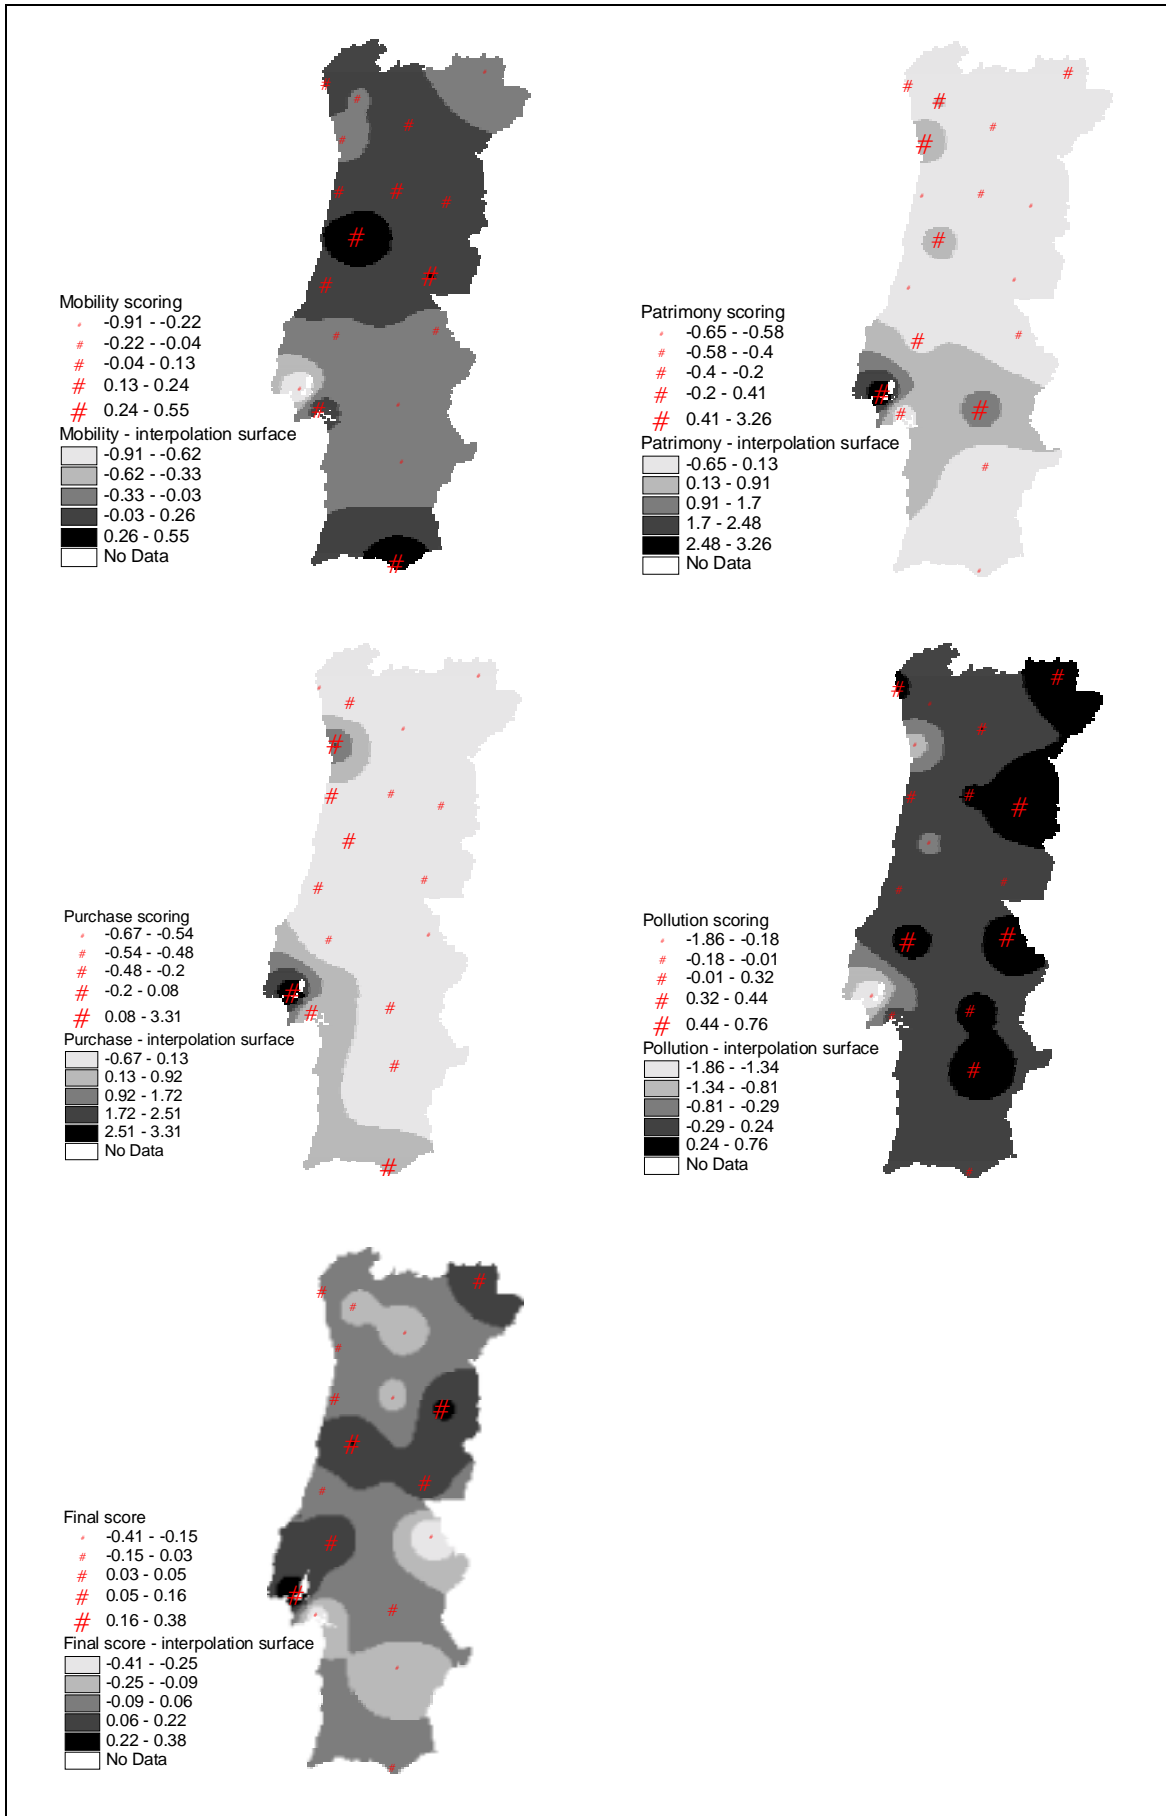 Mobility scoring
# -0.91 - -0.22
# -0.22 - -0.04
# -0.04 - 0.13
# 0.13 - 0.24
# 0.24 - 0.55
Mobility - interpolation surface
-0.91 - -0.62
-0.62 - -0.33
-0.33 - -0.03
-0.03 - 0.26
0.26 - 0.55
No Data
Patrimony scoring
# -0.65 - -0.58
# -0.58 - -0.4
# -0.4 - -0.2
# -0.2 - 0.41
# 0.41 - 3.26
Patrimony - interpolation surface
-0.65 - 0.13
0.13 - 0.91
0.91 - 1.7
1.7 - 2.48
2.48 - 3.26
No Data
Purchase scoring
# -0.67 - -0.54
# -0.54 - -0.48
# -0.48 - -0.2
# -0.2 - 0.08
# 0.08 - 3.31
Purchase - interpolation surface
-0.67 - 0.13
0.13 - 0.92
0.92 - 1.72
1.72 - 2.51
2.51 - 3.31
No Data
Pollution scoring
# -1.86 - -0.18
# -0.18 - -0.01
# -0.01 - 0.32
# 0.32 - 0.44
# 0.44 - 0.76
Pollution - interpolation surface
-1.86 - -1.34
-1.34 - -0.81
-0.81 - -0.29
-0.29 - 0.24
0.24 - 0.76
No Data
Final score
# -0.41 - -0.15
# -0.15 - 0.03
# 0.03 - 0.05
# 0.05 - 0.16
# 0.16 - 0.38
Final score - interpolation surface
-0.41 - -0.25
-0.25 - -0.09
-0.09 - 0.06
0.06 - 0.22
0.22 - 0.38
No Data